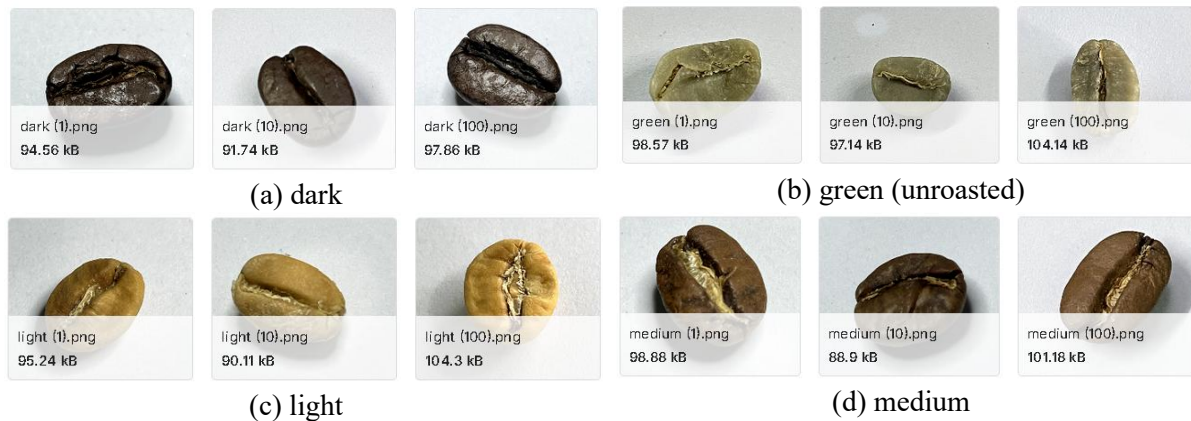 dark (1).png
94.56 kB
dark (10).png
91.74 kB
dark (100).png
97.86 kB
(a) dark
green (1).png
98.57 kB
green (10).png
97.14 kB
green (100).png
104.14 kB
(b) green (unroasted)
light (1).png
95.24 kB
light (10).png
90.11 kB
light (100).png
104.3 kB
(c) light
medium (1).png
98.88 kB
medium (10).png
88.9 kB
medium (100).png
101.18 kB
(d) medium